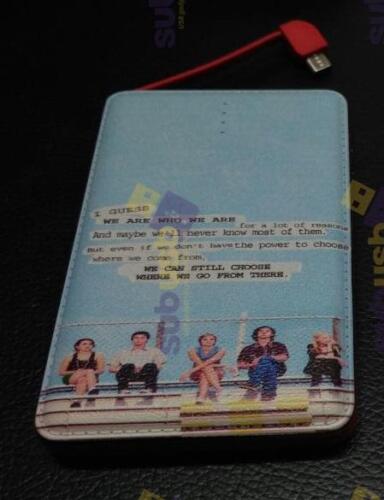 I GUESS
WE ARE WHO WE ARE for a lot of reasons
And maybe we'll never know most of them.
But even if we don't have the power to choose
where we come from,
WE CAN STILL CHOOSE
WHERE WE GO FROM THERE.
sub